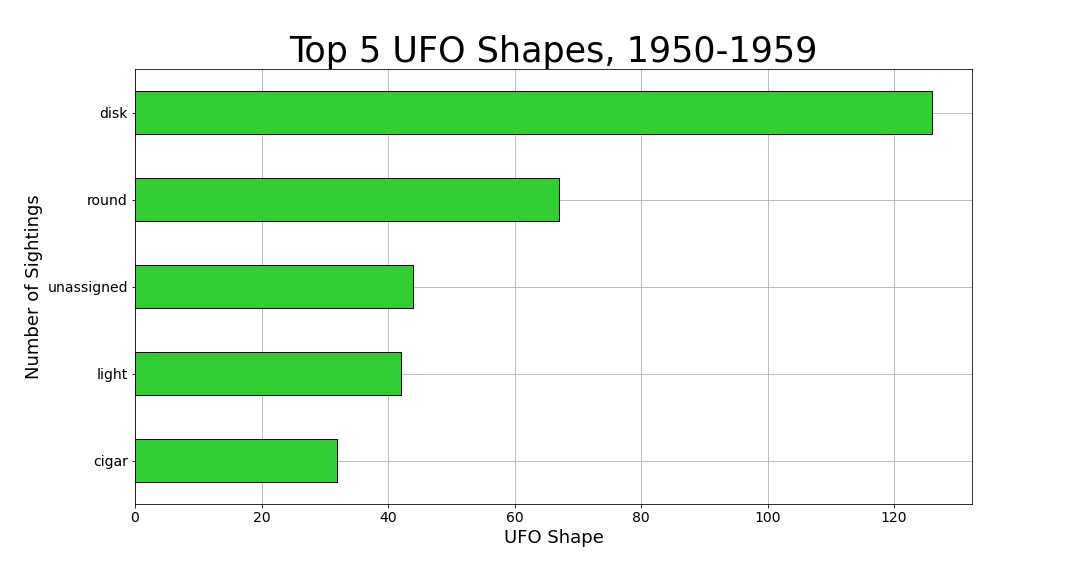 Top 5 UFO Shapes, 1950-1959
Number of Sightings
disk
round
unassigned
light
cigar
0 20 40 60 80 100 120
UFO Shape